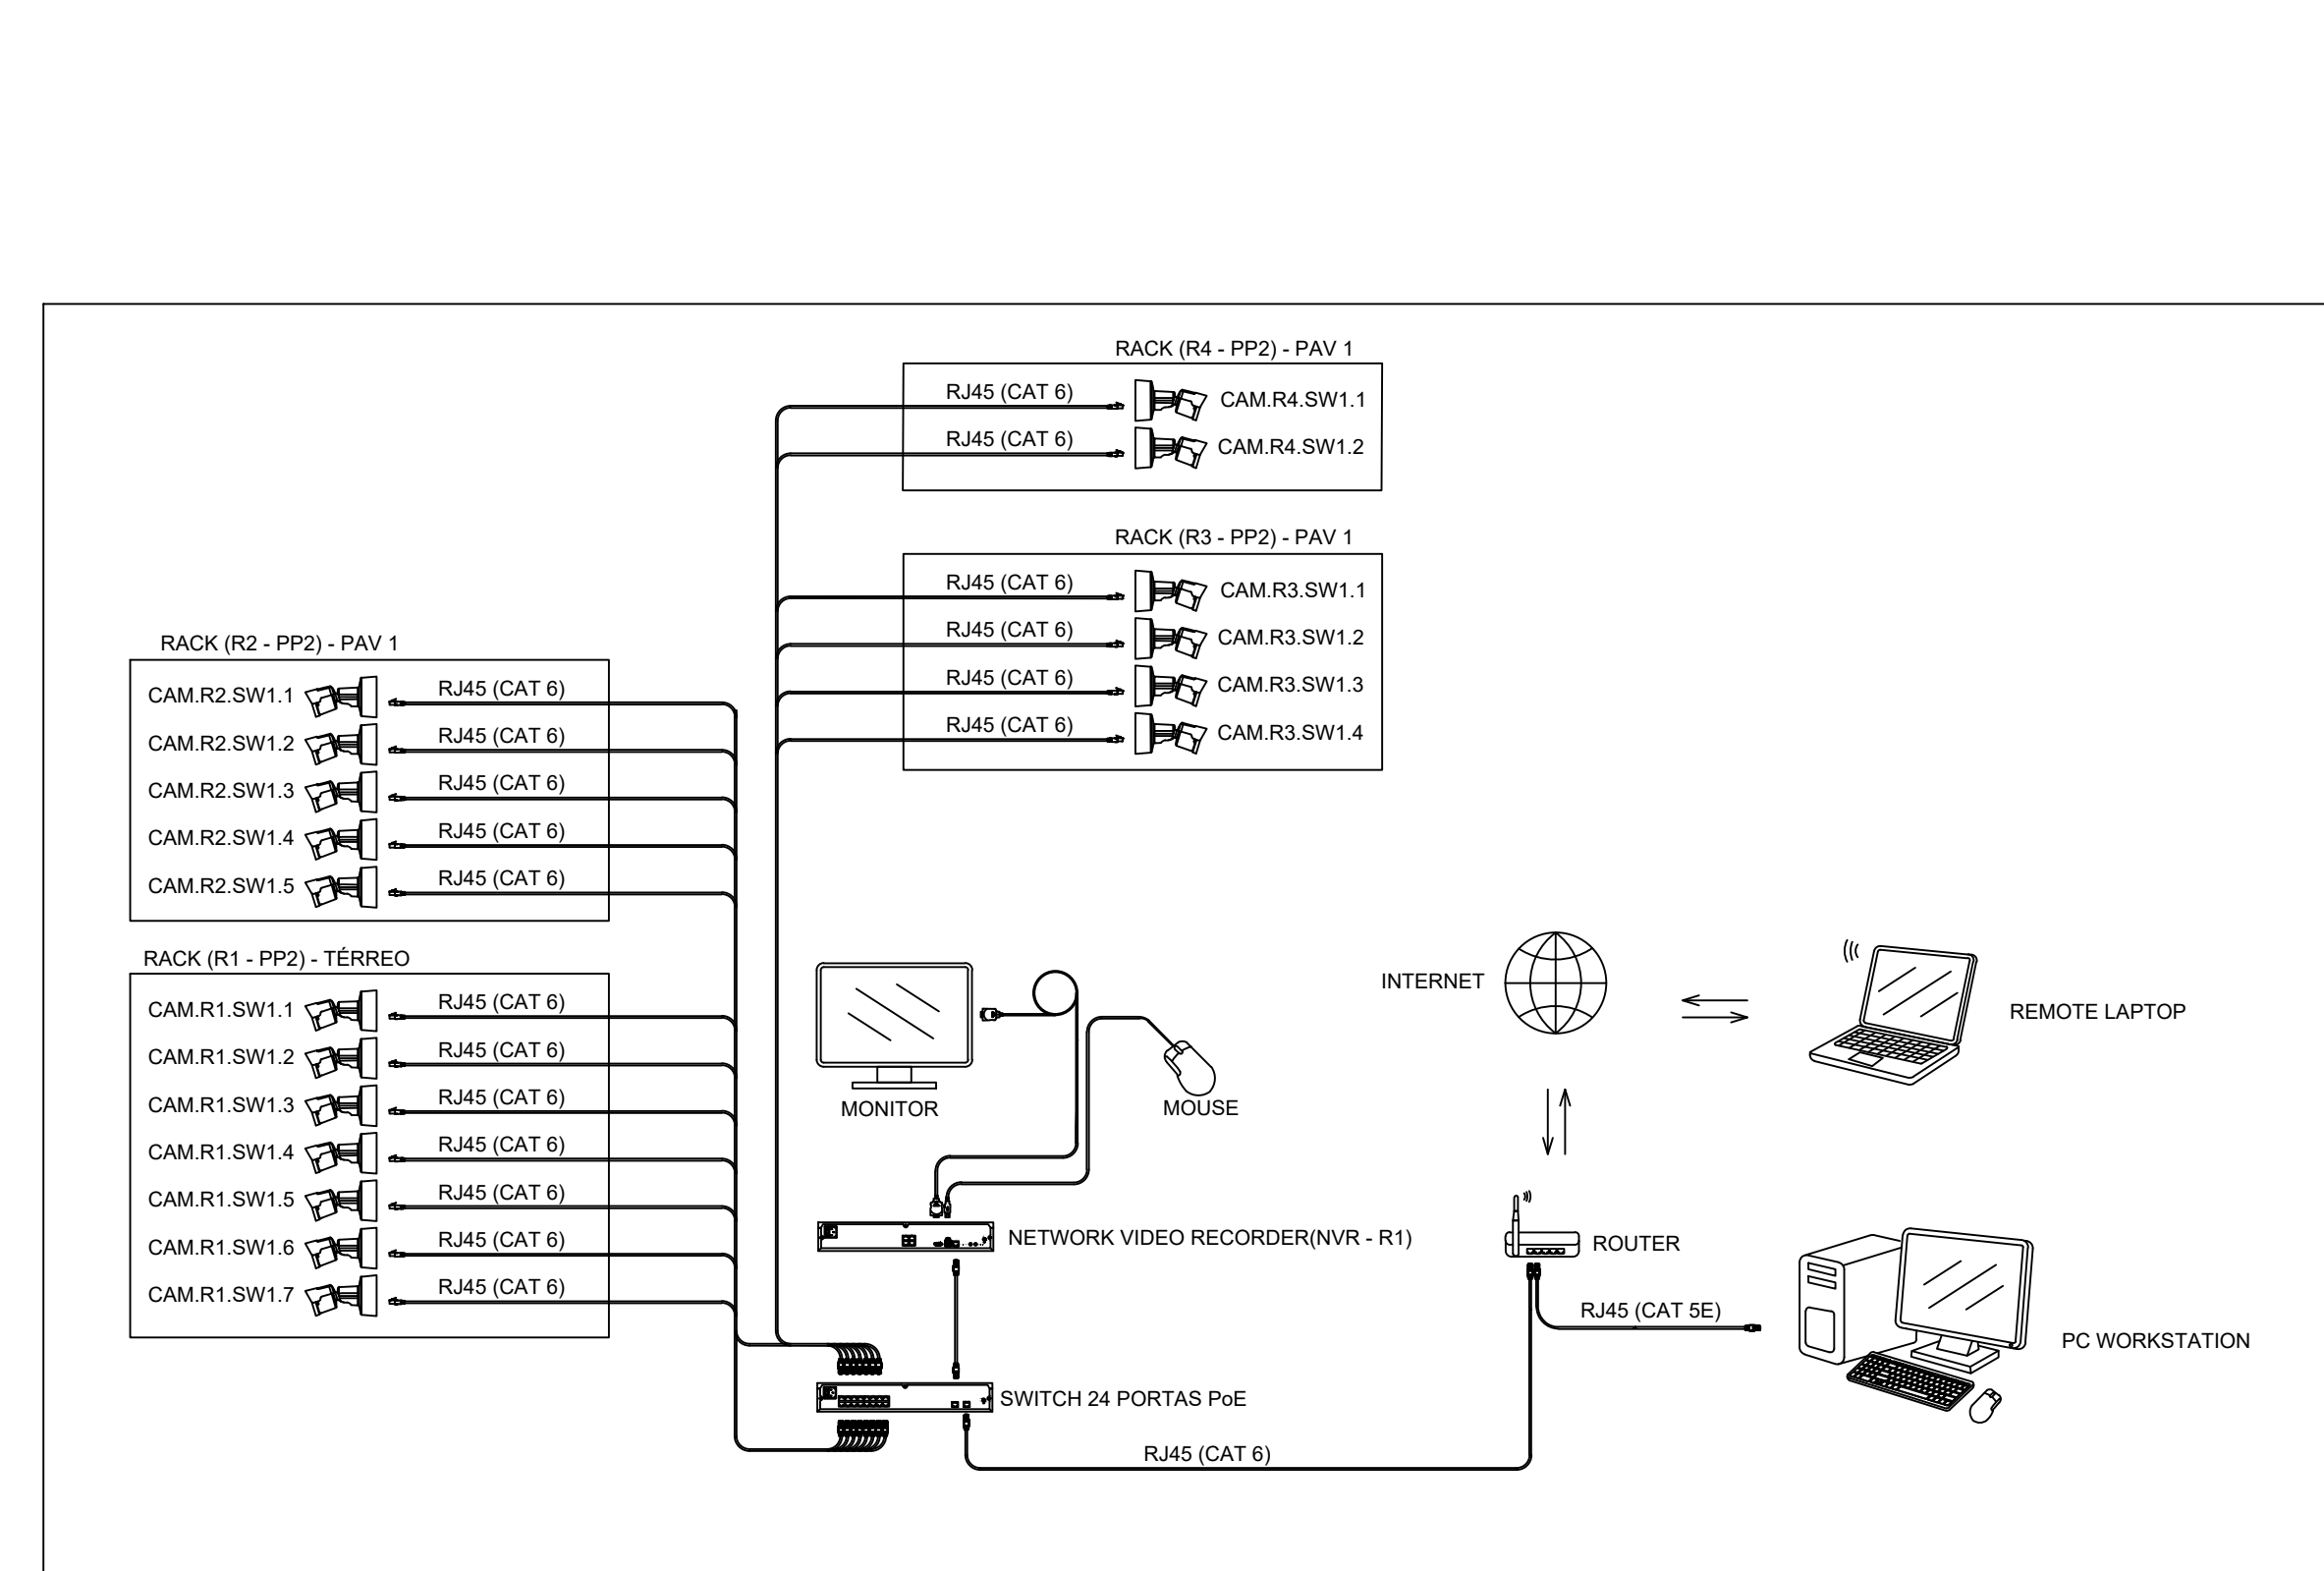 RACK (R4 - PP2) - PAV 1
RJ45 (CAT 6)
CAM.R4.SW1.1
RJ45 (CAT 6)
CAM.R4.SW1.2
RACK (R3 - PP2) - PAV 1
RJ45 (CAT 6)
CAM.R3.SW1.1
RJ45 (CAT 6)
CAM.R3.SW1.2
RJ45 (CAT 6)
CAM.R3.SW1.3
RJ45 (CAT 6)
CAM.R3.SW1.4
RACK (R2 - PP2) - PAV 1
CAM.R2.SW1.1
RJ45 (CAT 6)
CAM.R2.SW1.2
RJ45 (CAT 6)
CAM.R2.SW1.3
RJ45 (CAT 6)
CAM.R2.SW1.4
RJ45 (CAT 6)
CAM.R2.SW1.5
RJ45 (CAT 6)
RACK (R1 - PP2) - TÉRREO
CAM.R1.SW1.1
RJ45 (CAT 6)
CAM.R1.SW1.2
RJ45 (CAT 6)
CAM.R1.SW1.3
RJ45 (CAT 6)
CAM.R1.SW1.4
RJ45 (CAT 6)
CAM.R1.SW1.5
RJ45 (CAT 6)
CAM.R1.SW1.6
RJ45 (CAT 6)
CAM.R1.SW1.7
RJ45 (CAT 6)
MONITOR
MOUSE
INTERNET
REMOTE LAPTOP
NETWORK VIDEO RECORDER(NVR - R1)
ROUTER
RJ45 (CAT 5E)
PC WORKSTATION
SWITCH 24 PORTAS PoE
RJ45 (CAT 6)